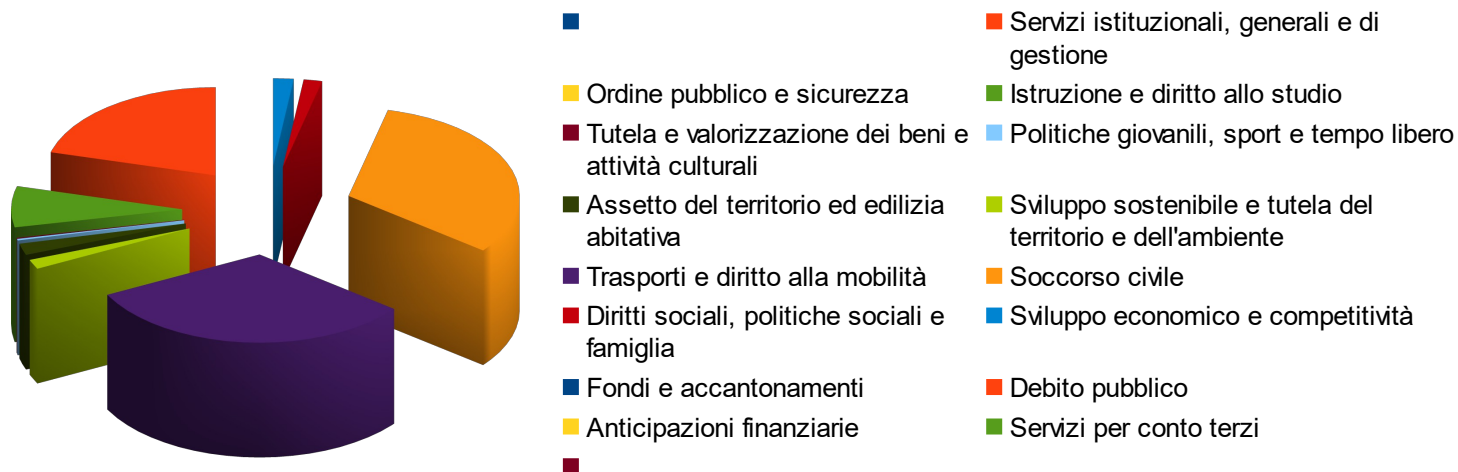 Servizi istituzionali, generali e di
gestione
Ordine pubblico e sicurezza
Istruzione e diritto allo studio
Tutela e valorizzazione dei beni e
attività culturali
Politiche giovanili, sport e tempo libero
Assetto del territorio ed edilizia
abitativa
Sviluppo sostenibile e tutela del
territorio e dell'ambiente
Trasporti e diritto alla mobilità
Soccorso civile
Diritti sociali, politiche sociali e
famiglia
Sviluppo economico e competitività
Fondi e accantonamenti
Debito pubblico
Anticipazioni finanziarie
Servizi per conto terzi